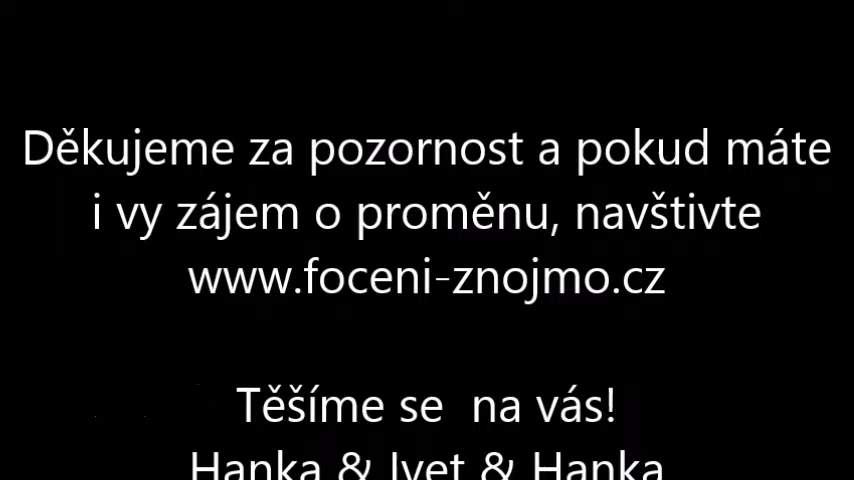 Děkujeme za pozornost a pokud máte
i vy zájem o proměnu, navštivte
www.foceni-znojmo.cz
Těšíme se na vás!
Hanka & Ivet & Hanka